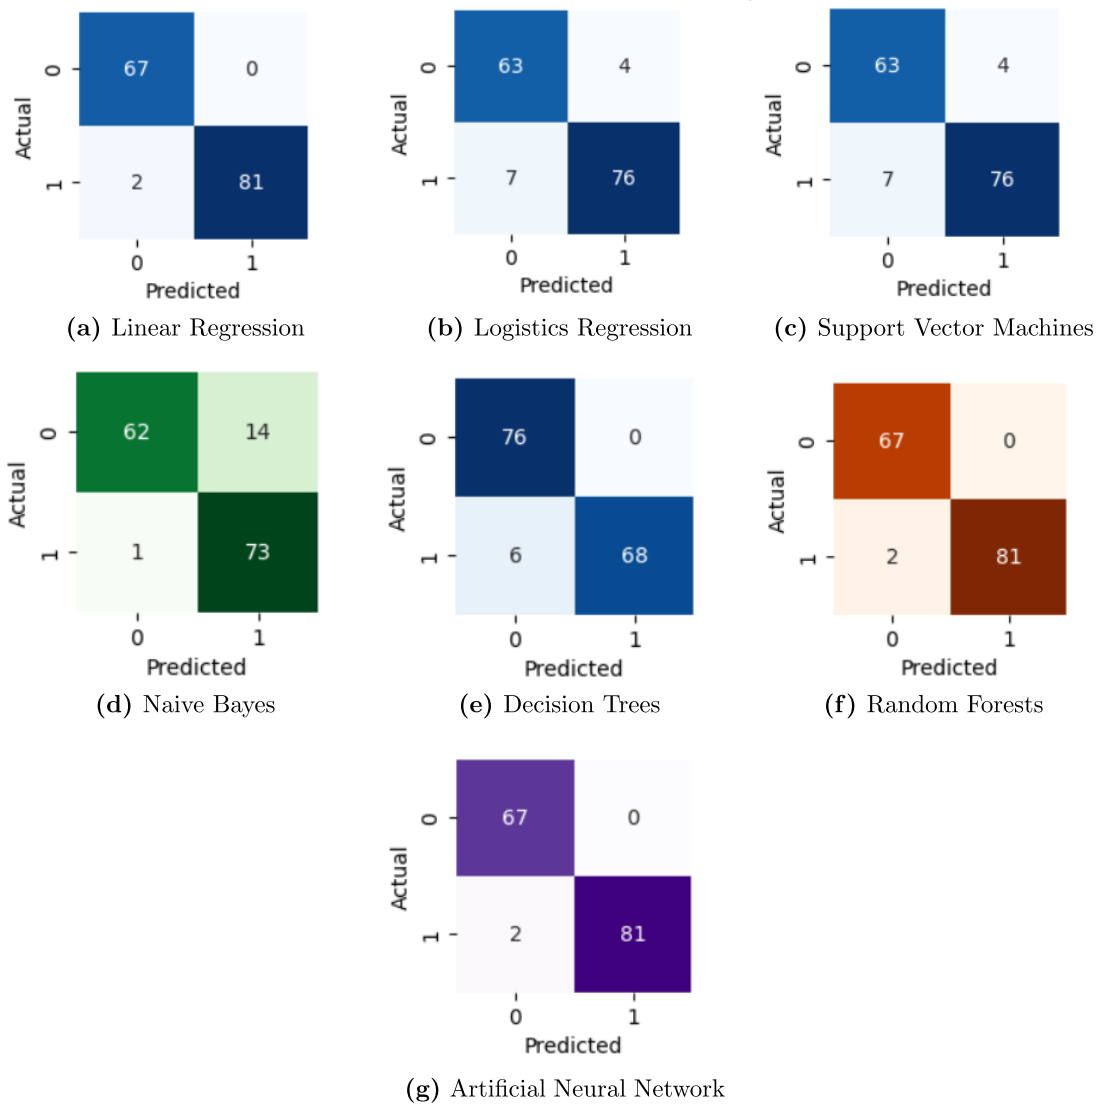 67 0
2 81
Actual
0
1
0 1
Predicted
(a) Linear Regression
63 4
7 76
Actual
0
1
0 1
Predicted
(b) Logistics Regression
63 4
7 76
Actual
0
1
0 1
Predicted
(c) Support Vector Machines
62 14
1 73
Actual
0
1
0 1
Predicted
(d) Naive Bayes
76 0
6 68
Actual
0
1
0 1
Predicted
(e) Decision Trees
67 0
2 81
Actual
0
1
0 1
Predicted
(f) Random Forests
67 0
2 81
Actual
0
1
0 1
Predicted
(g) Artificial Neural Network